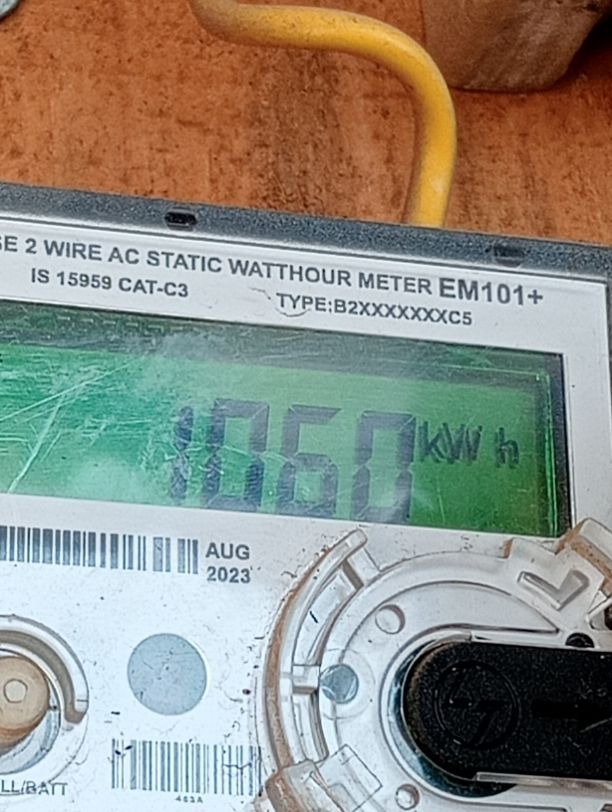 SE 2 WIRE AC STATIC WATTHOUR METER EM101+
IS 15959 CAT-C3
TYPE:B2XXXXXXXC5
1060 kWh
AUG
2023
LL/BATT